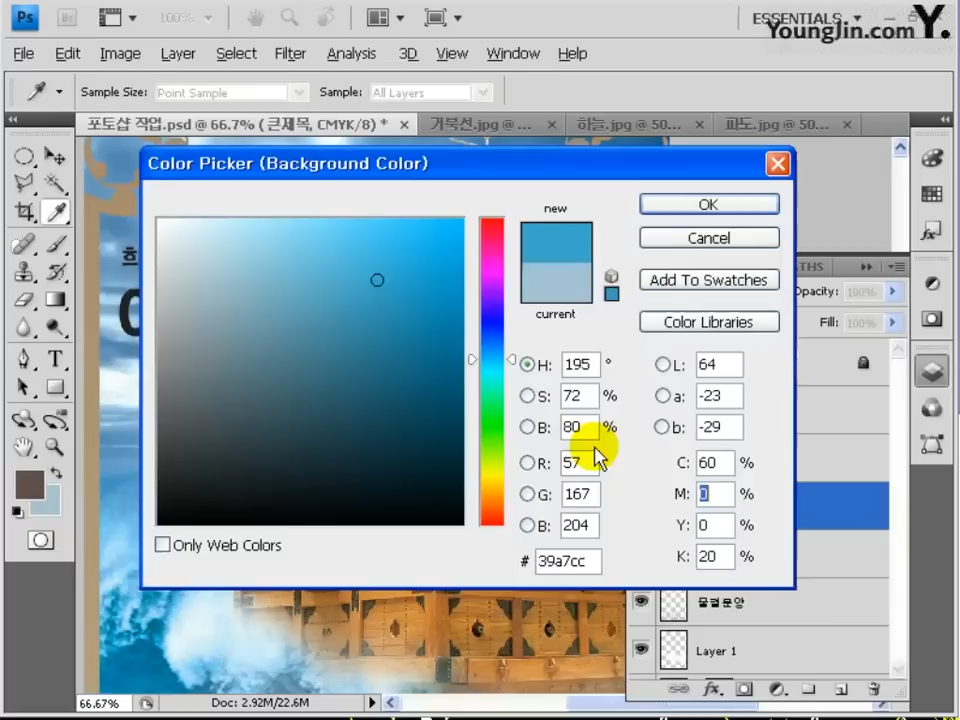 Ps
Br
100%
ESSENTIALS
YoungJin.com Y.
File Edit Image Layer Select Filter Analysis 3D View Window Help
Sample Size: Point Sample Sample: All Layers
포토샵 작업.psd @ 66.7% ( 큰제목, CMYK/8) * × 거북선.jpg @ ... × 하늘.jpg @ 50... × 파도.jpg @ 50... ×
Color Picker (Background Color)
new
current
OK
Cancel
Add To Swatches
Color Libraries
H: 195 °
S: 72 %
B: 80 %
R: 57
G: 167
B: 204
# 39a7cc
L: 64
a: -23
b: -29
C: 60 %
M: 0 %
Y: 0 %
K: 20 %
Only Web Colors
THS
Opacity: 100%
Fill: 100%
물결문양
Layer 1
66.67% Doc: 2.92M/22.6M